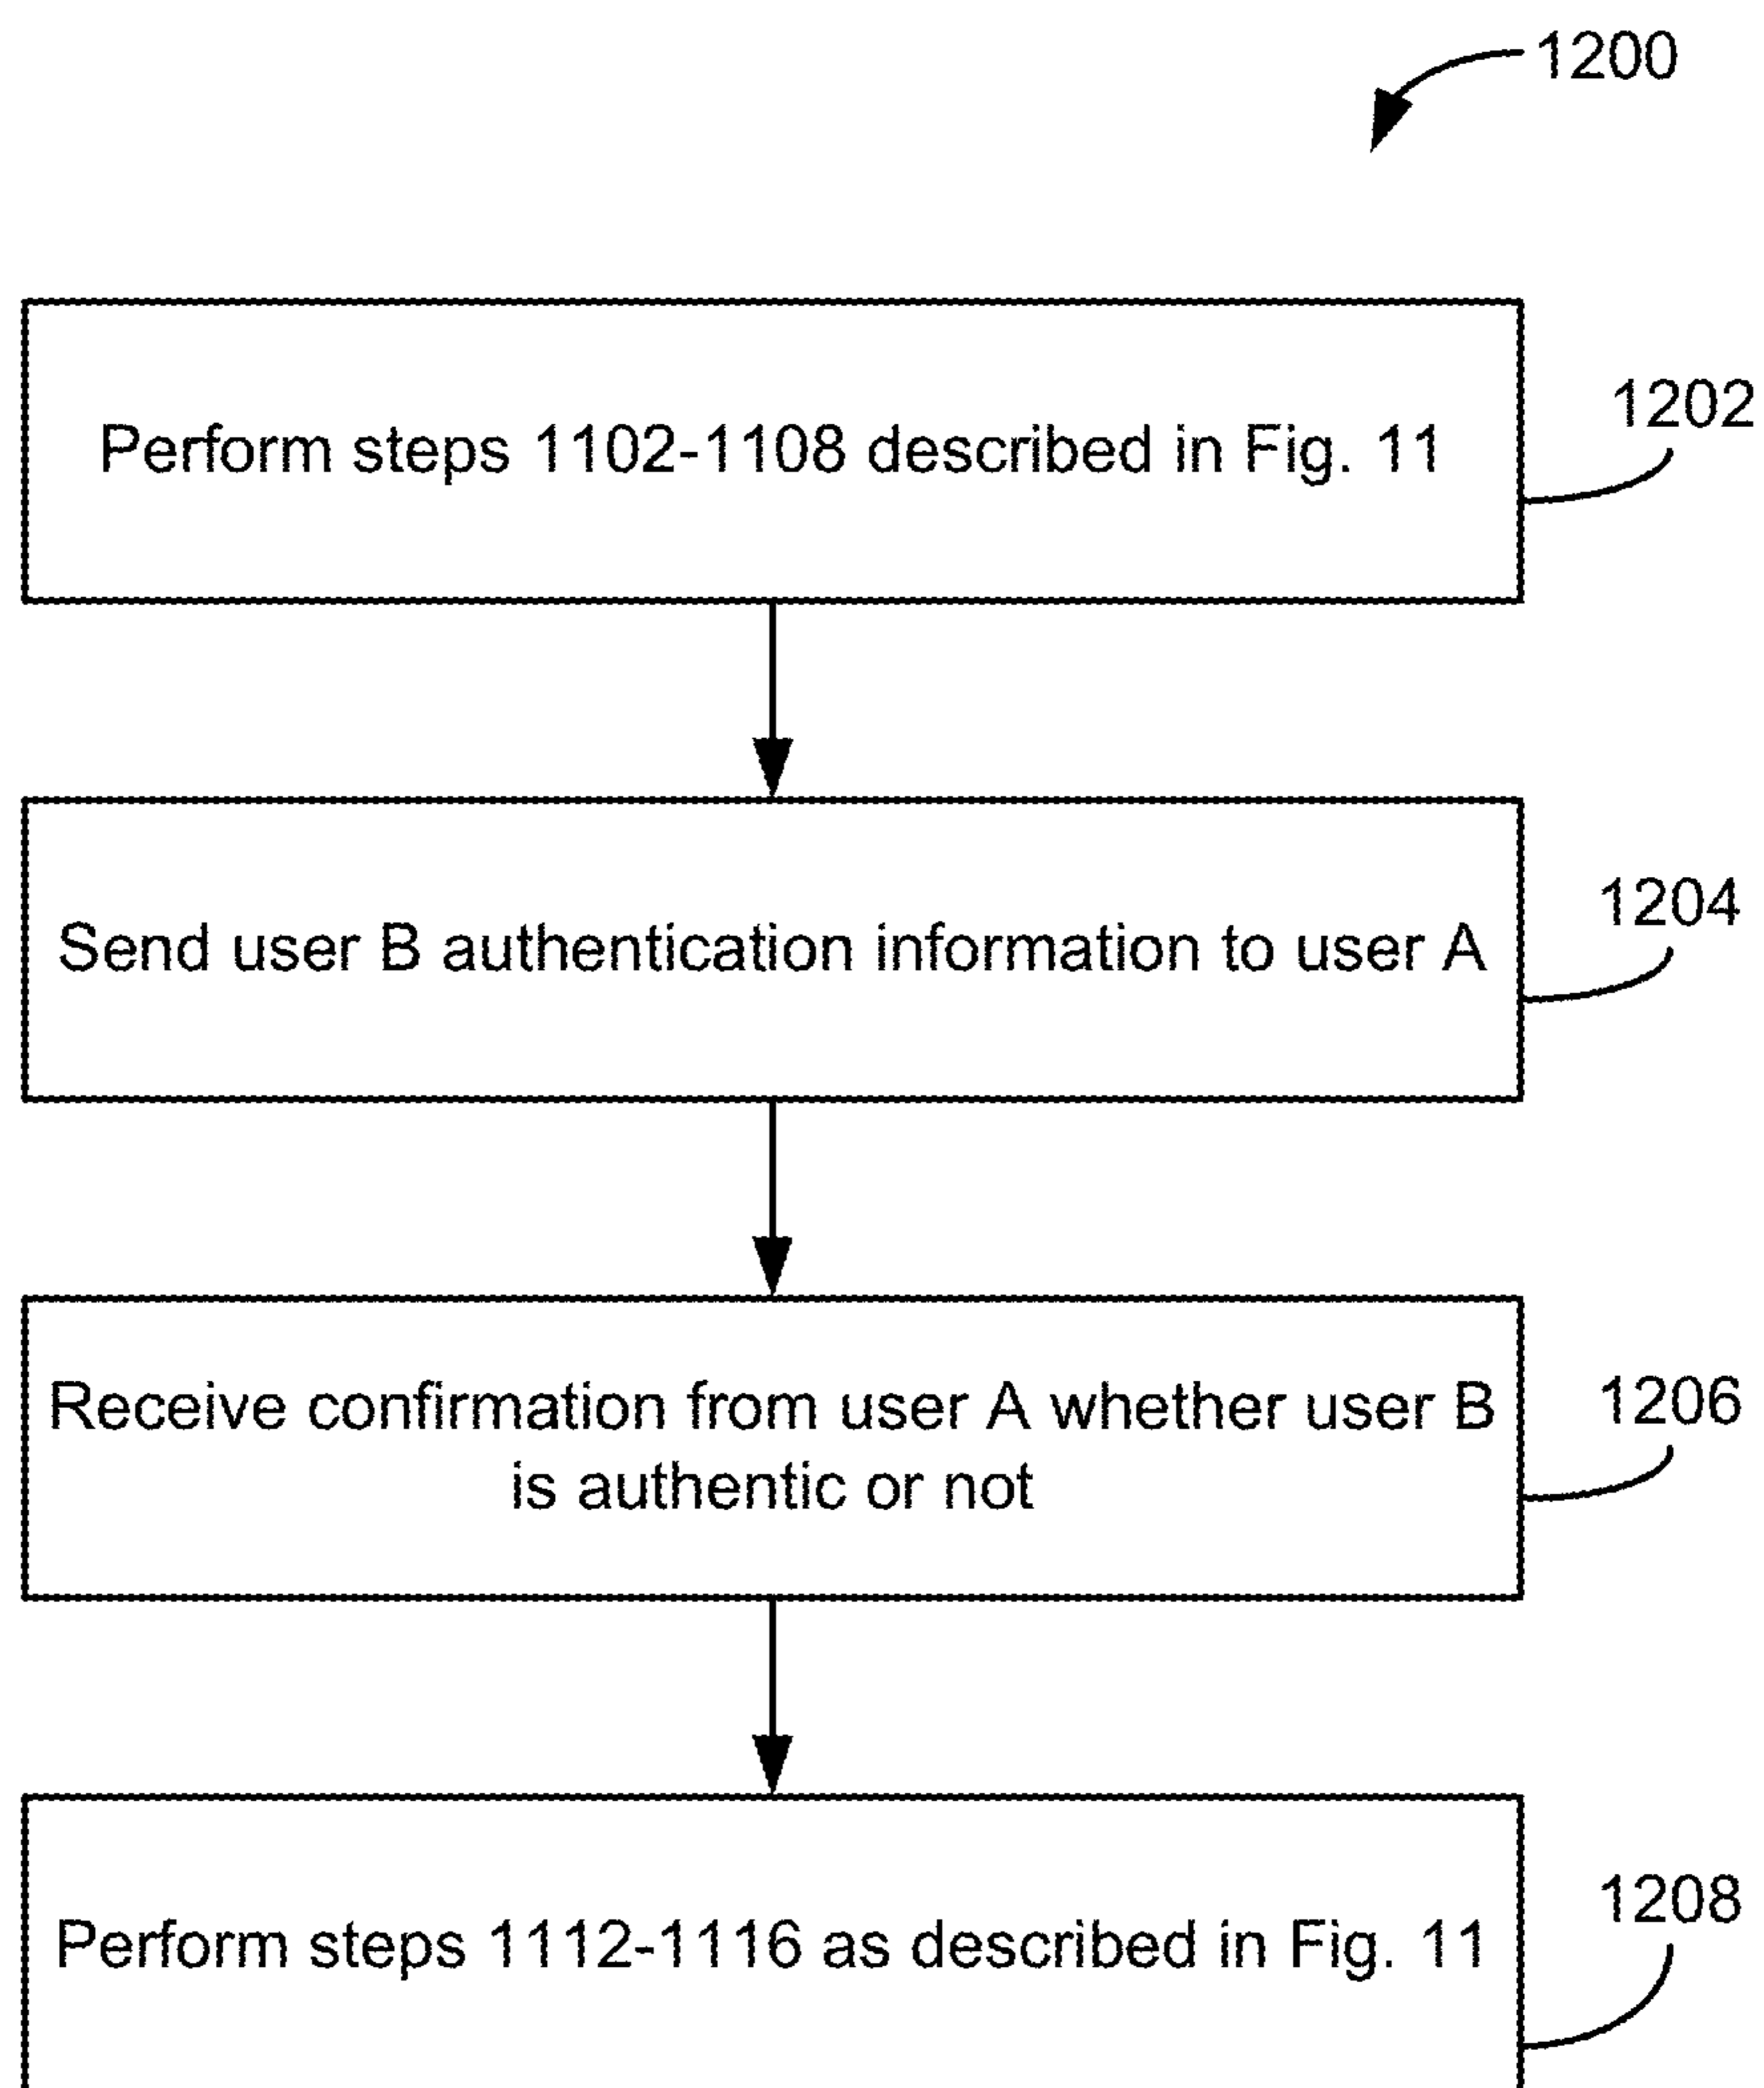 1200
Perform steps 1102-1108 described in Fig. 11
1202
Send user B authentication information to user A
1204
Receive confirmation from user A whether user B
is authentic or not
1206
Perform steps 1112-1116 as described in Fig. 11
1208